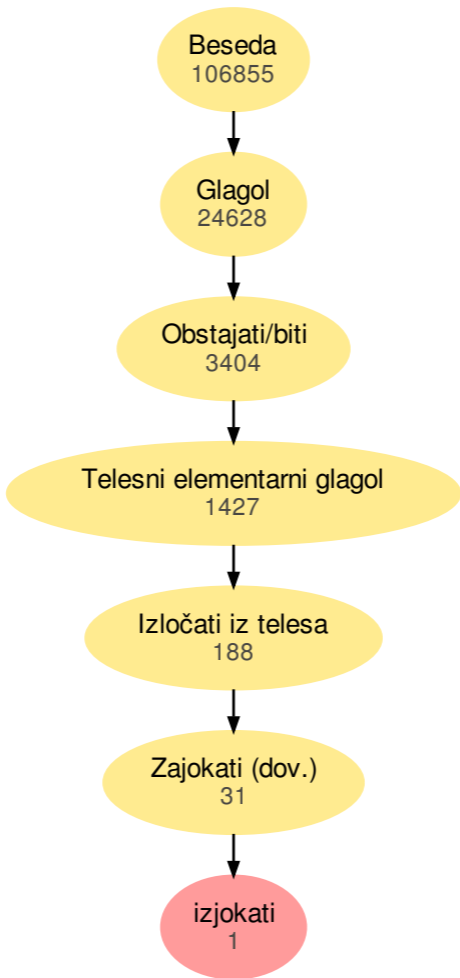 Beseda
106855
Glagol
24628
Obstajati/biti
3404
Telesni elementarni glagol
1427
Izločati iz telesa
188
Zajokati (dov.)
31
izjokati
1